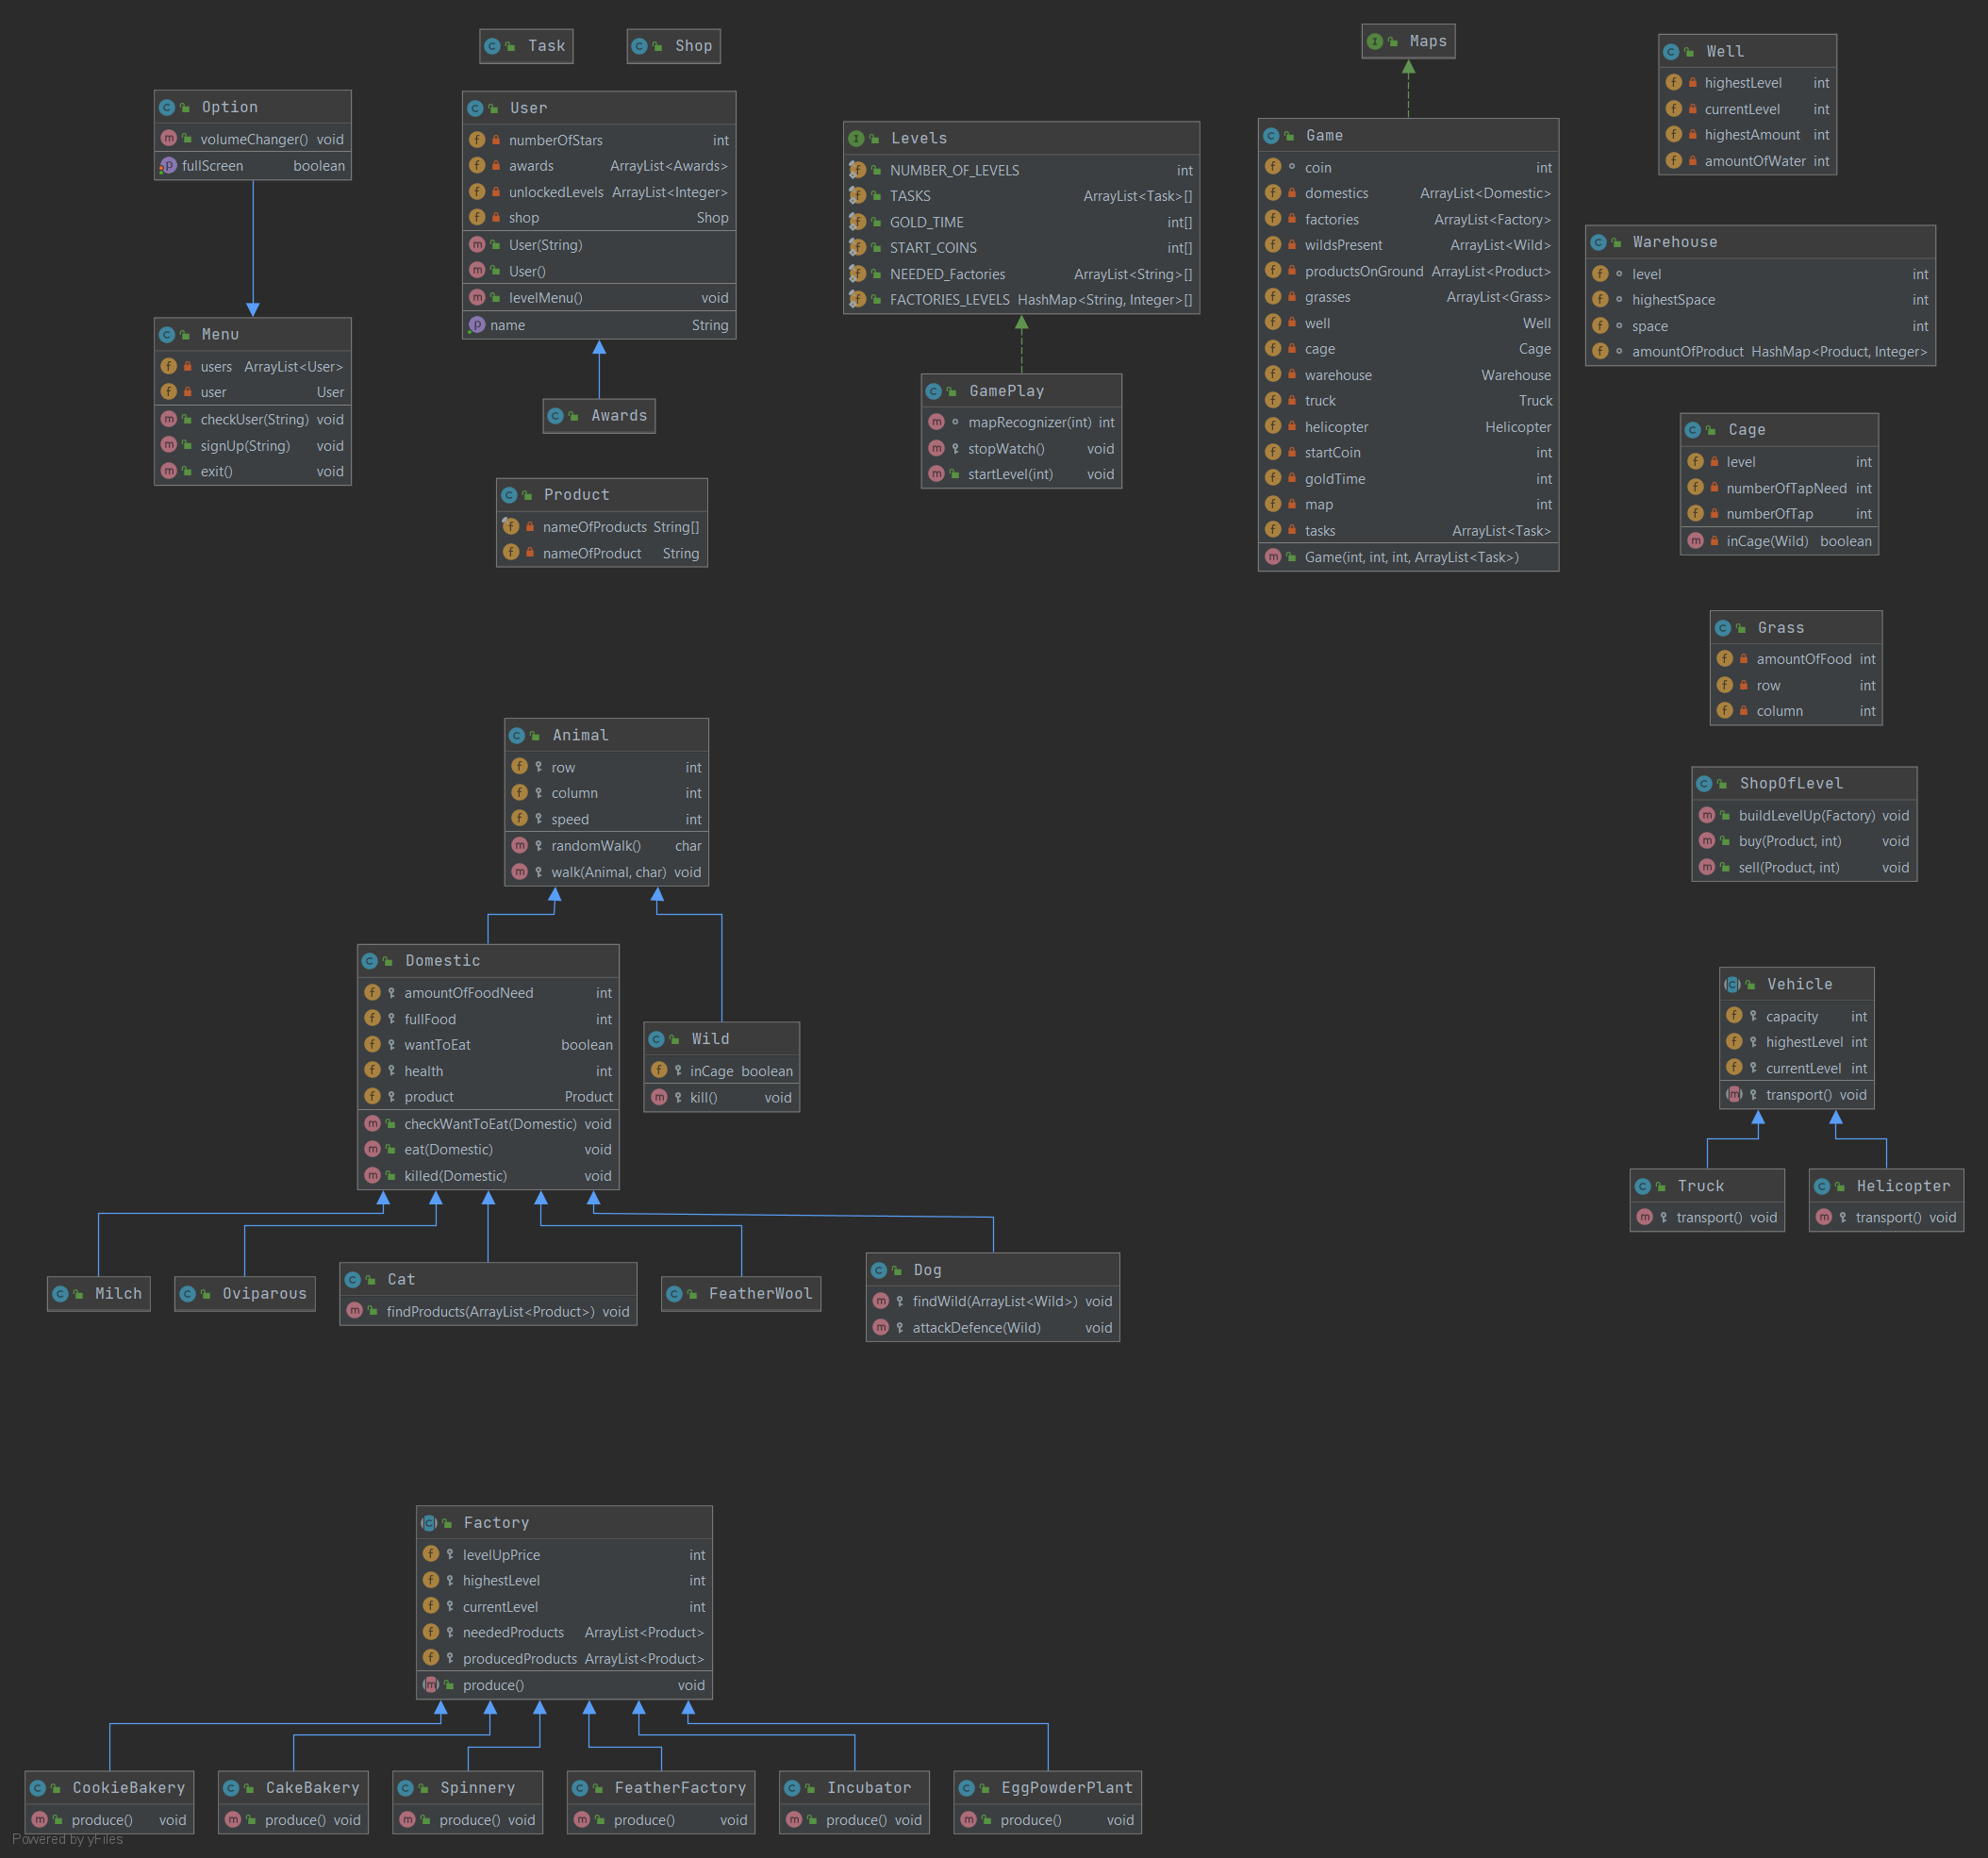 Task
Shop
Option
volumeChanger() void
fullScreen boolean
Menu
users ArrayList<User>
user User
checkUser(String) void
signUp(String) void
exit() void
User
numberOfStars int
awards ArrayList<Awards>
unlockedLevels ArrayList<Integer>
shop Shop
User(String)
User()
levelMenu() void
name String
Awards
Product
nameOfProducts String[]
nameOfProduct String
Levels
NUMBER_OF_LEVELS int
TASKS ArrayList<Task>[]
GOLD_TIME int[]
START_COINS int[]
NEEDED_Factories ArrayList<String>[]
FACTORIES_LEVELS HashMap<String, Integer>[]
GamePlay
mapRecognizer(int) int
stopWatch() void
startLevel(int) void
Maps
Game
coin int
domestics ArrayList<Domestic>
factories ArrayList<Factory>
wildsPresent ArrayList<Wild>
productsOnGround ArrayList<Product>
grasses ArrayList<Grass>
well Well
cage Cage
warehouse Warehouse
truck Truck
helicopter Helicopter
startCoin int
goldTime int
map int
tasks ArrayList<Task>
Game(int, int, int, ArrayList<Task>)
Well
highestLevel int
currentLevel int
highestAmount int
amountOfWater int
Warehouse
level int
highestSpace int
space int
amountOfProduct HashMap<Product, Integer>
Cage
level int
numberOfTapNeed int
numberOfTap int
inCage(Wild) boolean
Grass
amountOfFood int
row int
column int
ShopOfLevel
buildLevelUp(Factory) void
buy(Product, int) void
sell(Product, int) void
Vehicle
capacity int
highestLevel int
currentLevel int
transport() void
Truck
transport() void
Helicopter
transport() void
Animal
row int
column int
speed int
randomWalk() char
walk(Animal, char) void
Domestic
amountOfFoodNeed int
fullFood int
wantToEat boolean
health int
product Product
checkWantToEat(Domestic) void
eat(Domestic) void
killed(Domestic) void
Wild
inCage boolean
kill() void
Milch
Oviparous
Cat
findProducts(ArrayList<Product>) void
FeatherWool
Dog
findWild(ArrayList<Wild>) void
attackDefence(Wild) void
Factory
levelUpPrice int
highestLevel int
currentLevel int
neededProducts ArrayList<Product>
producedProducts ArrayList<Product>
produce() void
CookieBakery
produce() void
CakeBakery
produce() void
Spinnery
produce() void
FeatherFactory
produce() void
Incubator
produce() void
EggPowderPlant
produce() void
Powered by yFiles